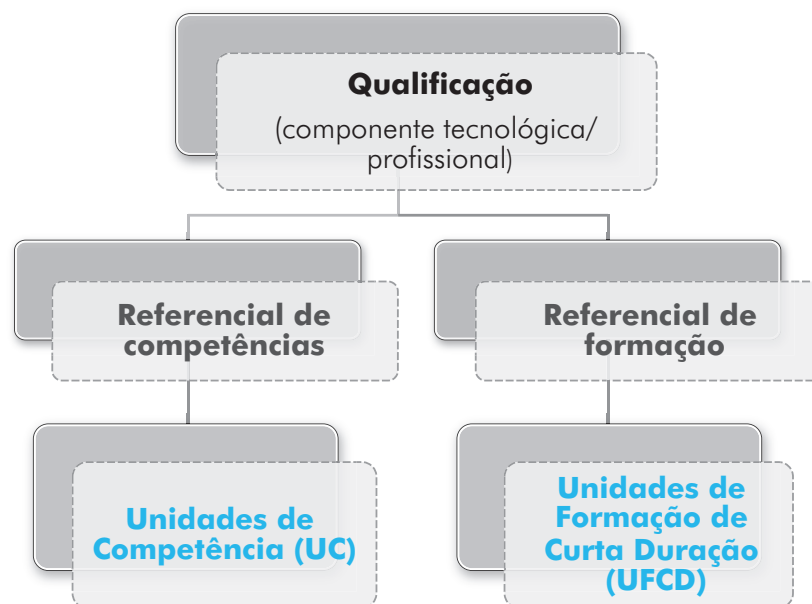 Qualificação
(componente tecnológica/
profissional)
Referencial de
competências
Referencial de
formação
Unidades de
Competência (UC)
Unidades de
Formação de
Curta Duração
(UFCD)